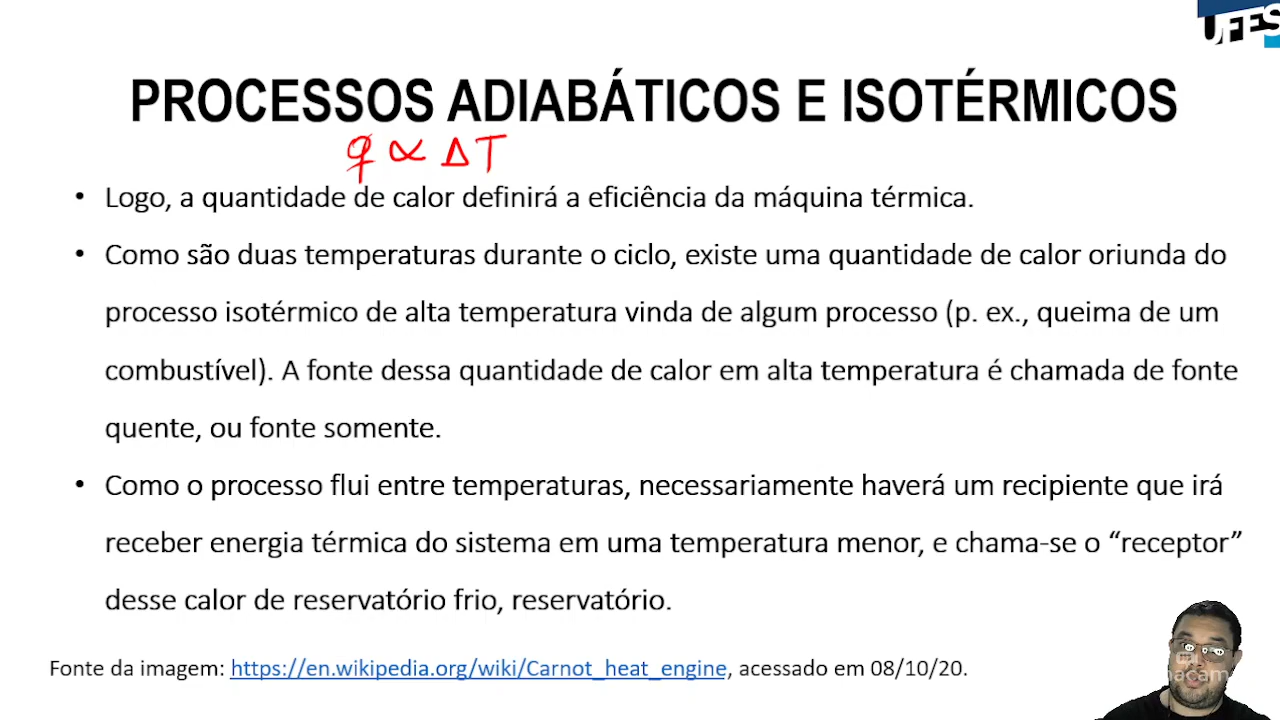 UFES
PROCESSOS ADIABÁTICOS E ISOTÉRMICOS
q ∝ Δ T
• Logo, a quantidade de calor definirá a eficiência da máquina térmica.
• Como são duas temperaturas durante o ciclo, existe uma quantidade de calor oriunda do
processo isotérmico de alta temperatura vinda de algum processo (p. ex., queima de um
combustível). A fonte dessa quantidade de calor em alta temperatura é chamada de fonte
quente, ou fonte somente.
• Como o processo flui entre temperaturas, necessariamente haverá um recipiente que irá
receber energia térmica do sistema em uma temperatura menor, e chama-se o “receptor”
desse calor de reservatório frio, reservatório.
Fonte da imagem: https://en.wikipedia.org/wiki/Carnot_heat_engine, acessado em 08/10/20.